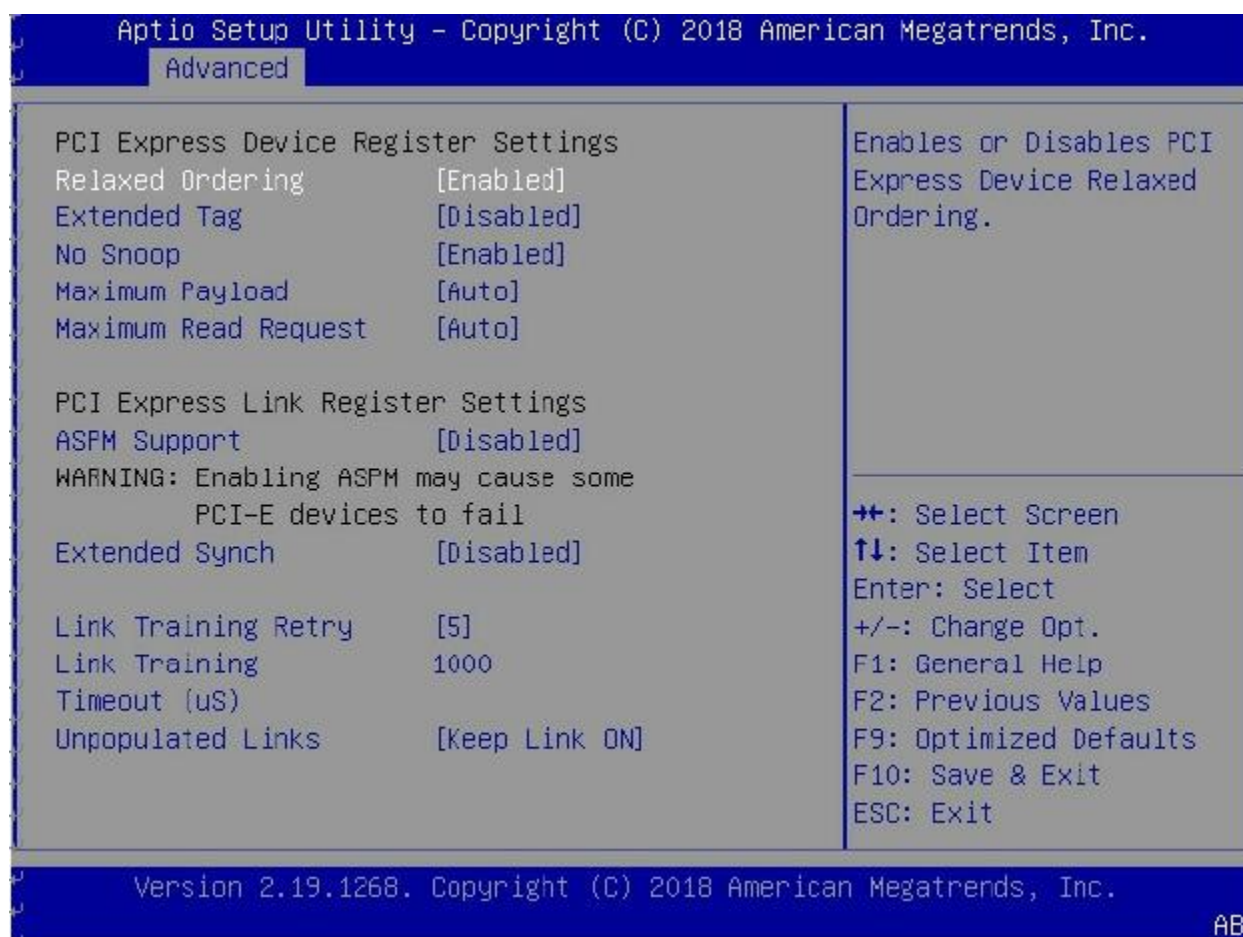 Aptio Setup Utility – Copyright (C) 2018 American Megatrends, Inc.
Advanced
PCI Express Device Register Settings
Relaxed Ordering [Enabled]
Extended Tag [Disabled]
No Snoop [Enabled]
Maximum Payload [Auto]
Maximum Read Request [Auto]
PCI Express Link Register Settings
ASPM Support [Disabled]
WARNING: Enabling ASPM may cause some
PCI-E devices to fail
Extended Synch [Disabled]
Link Training Retry [5]
Link Training 1000
Timeout (uS)
Unpopulated Links [Keep Link ON]
Enables or Disables PCI
Express Device Relaxed
Ordering.
→←: Select Screen
↑↓: Select Item
Enter: Select
+/-: Change Opt.
F1: General Help
F2: Previous Values
F9: Optimized Defaults
F10: Save & Exit
ESC: Exit
Version 2.19.1268. Copyright (C) 2018 American Megatrends, Inc.
AB